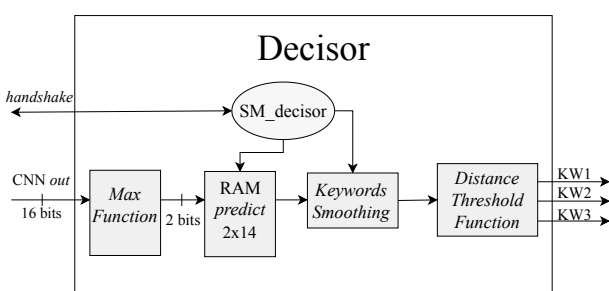 Decisor
handshake
SM_decisor
CNN out
16 bits
Max
Function
2 bits
RAM
predict
2x14
Keywords
Smoothing
Distance
Threshold
Function
KW1
KW2
KW3